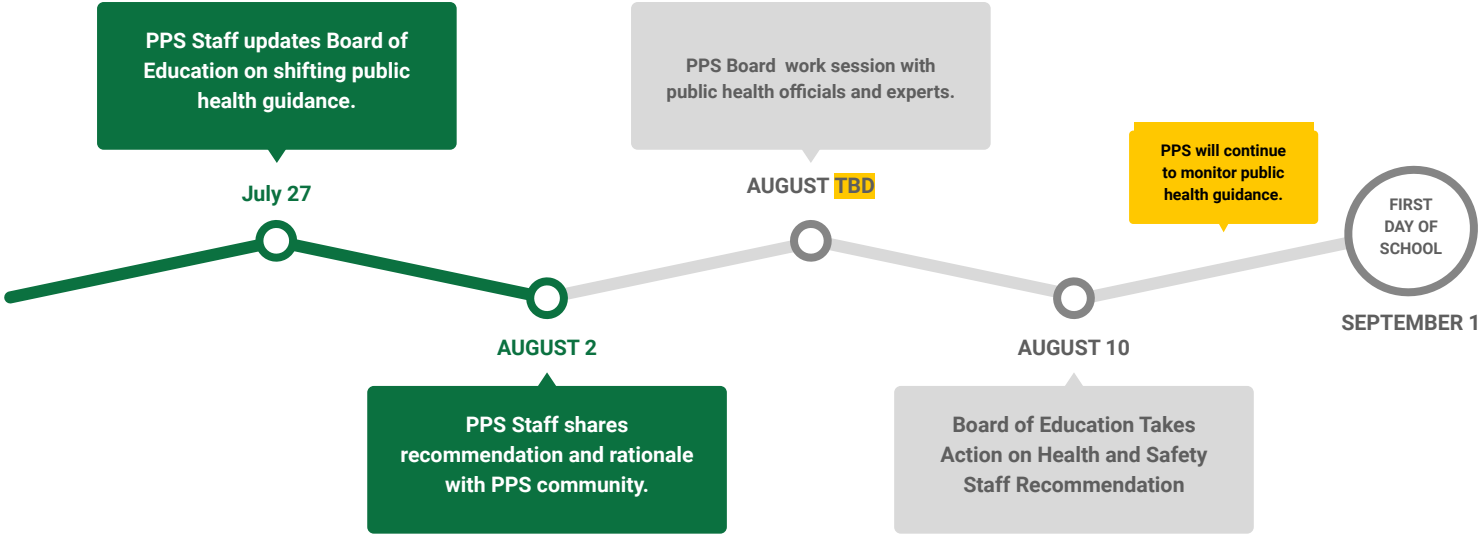 PPS Staff updates Board of
Education on shifting public
health guidance.
July 27
AUGUST 2
PPS Staff shares
recommendation and rationale
with PPS community.
PPS Board work session with
public health officials and experts.
AUGUST TBD
AUGUST 10
Board of Education Takes
Action on Health and Safety
Staff Recommendation
PPS will continue
to monitor public
health guidance.
FIRST
DAY OF
SCHOOL
SEPTEMBER 1